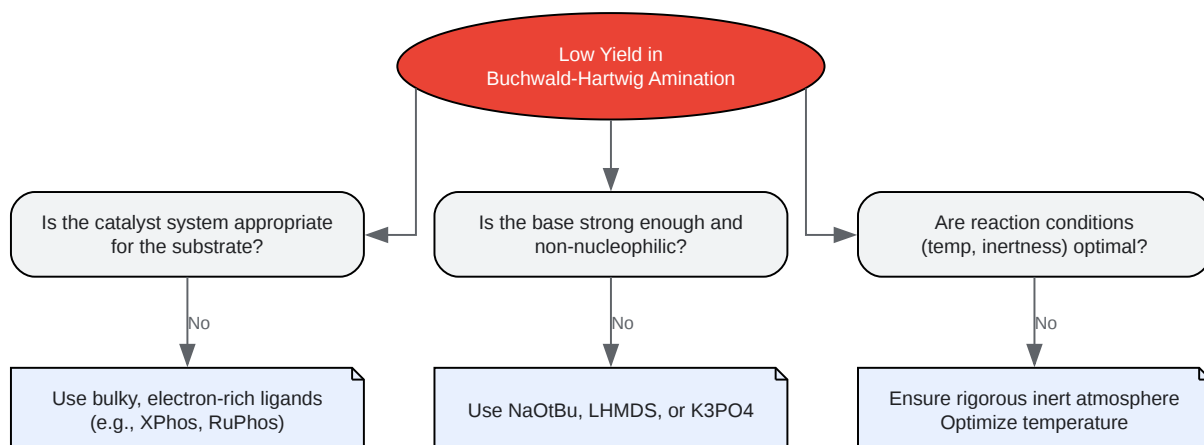 Low Yield in
Buchwald-Hartwig Amination
Is the catalyst system appropriate
for the substrate?
Is the base strong enough and
non-nucleophilic?
Are reaction conditions
(temp, inertness) optimal?
No
No
No
Use bulky, electron-rich ligands
(e.g., XPhos, RuPhos)
Use NaOtBu, LHMDS, or K3PO4
Ensure rigorous inert atmosphere
Optimize temperature